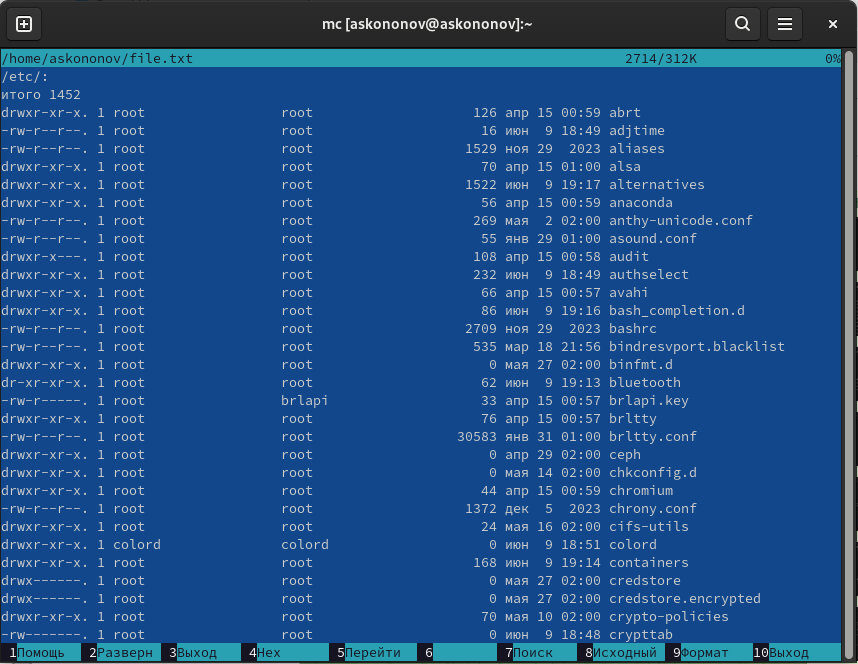 mc [askononov@askononov]:~
/home/askononov/file.txt 2714/312K 0%
/etc/:
итого 1452
drwxr-xr-x. 1 root root 126 апр 15 00:59 abrt
-rw-r--r--. 1 root root 16 июн 9 18:49 adjtime
-rw-r--r--. 1 root root 1529 ноя 29 2023 aliases
drwxr-xr-x. 1 root root 70 апр 15 01:00 alsa
drwxr-xr-x. 1 root root 1522 июн 9 19:17 alternatives
drwxr-xr-x. 1 root root 56 апр 15 00:59 anaconda
-rw-r--r--. 1 root root 269 мая 2 02:00 anthy-unicode.conf
-rw-r--r--. 1 root root 55 янв 29 01:00 asound.conf
drwxr-x---. 1 root root 108 апр 15 00:58 audit
drwxr-xr-x. 1 root root 232 июн 9 18:49 authselect
drwxr-xr-x. 1 root root 66 апр 15 00:57 avahi
drwxr-xr-x. 1 root root 86 июн 9 19:16 bash_completion.d
-rw-r--r--. 1 root root 2709 ноя 29 2023 bashrc
-rw-r--r--. 1 root root 535 мар 18 21:56 bindresvport.blacklist
drwxr-xr-x. 1 root root 0 мая 27 02:00 binfmt.d
dr-xr-xr-x. 1 root root 62 июн 9 19:13 bluetooth
-rw-r-----. 1 root brlapi 33 апр 15 00:57 brlapi.key
drwxr-xr-x. 1 root root 76 апр 15 00:57 brltty
-rw-r--r--. 1 root root 30583 янв 31 01:00 brltty.conf
drwxr-xr-x. 1 root root 0 апр 29 02:00 ceph
drwxr-xr-x. 1 root root 0 мая 14 02:00 chkconfig.d
drwxr-xr-x. 1 root root 44 апр 15 00:59 chromium
-rw-r--r--. 1 root root 1372 дек 5 2023 chrony.conf
drwxr-xr-x. 1 root root 24 мая 16 02:00 cifs-utils
drwxr-xr-x. 1 colord colord 0 июн 9 18:51 colord
drwxr-xr-x. 1 root root 168 июн 9 19:14 containers
drwx------. 1 root root 0 мая 27 02:00 credstore
drwx------. 1 root root 0 мая 27 02:00 credstore.encrypted
drwxr-xr-x. 1 root root 70 мая 10 02:00 crypto-policies
-rw-------. 1 root root 0 июн 9 18:48 crypttab
1Помощь 2Разверн 3Выход 4Hex 5Перейти 6 7Поиск 8Исходный 9Формат 10Выход